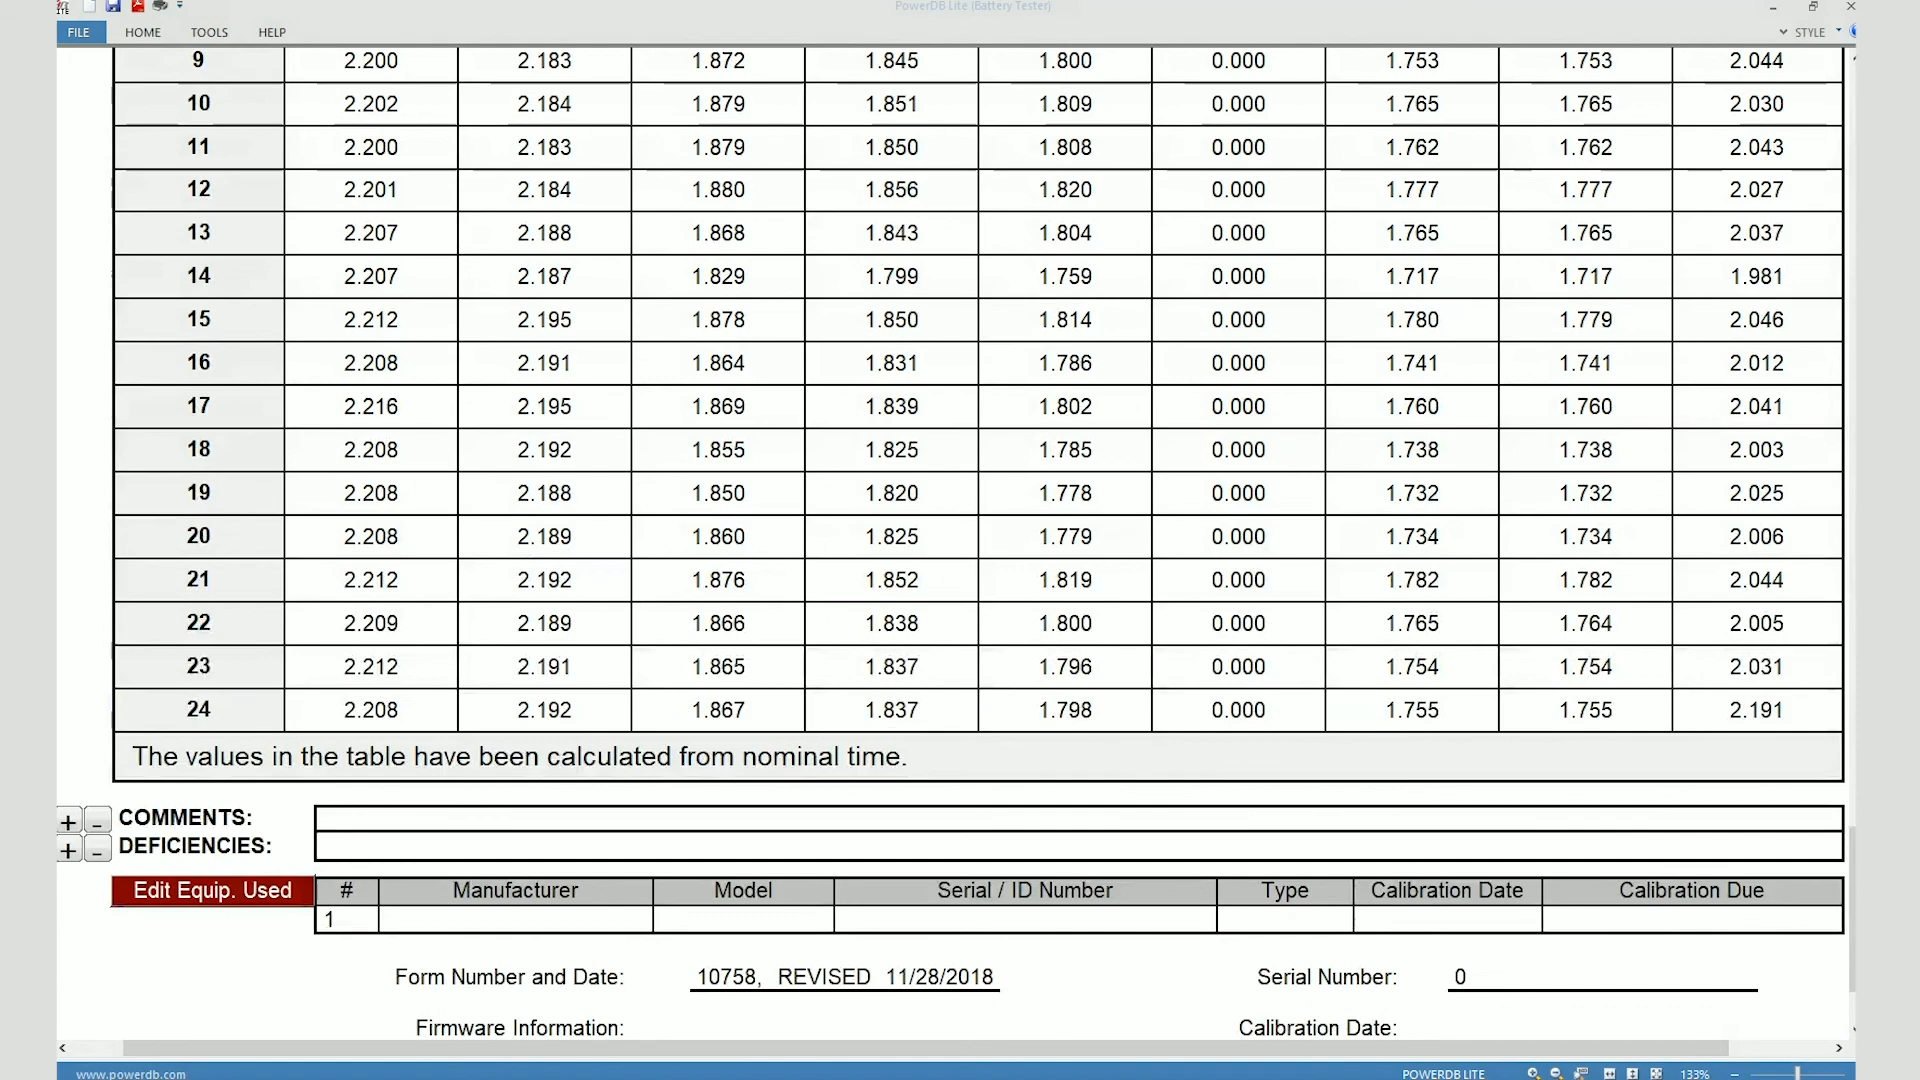 PowerDB Lite (Battery Tester)
FILE HOME TOOLS HELP STYLE
9 2.200 2.183 1.872 1.845 1.800 0.000 1.753 1.753 2.044
10 2.202 2.184 1.879 1.851 1.809 0.000 1.765 1.765 2.030
11 2.200 2.183 1.879 1.850 1.808 0.000 1.762 1.762 2.043
12 2.201 2.184 1.880 1.856 1.820 0.000 1.777 1.777 2.027
13 2.207 2.188 1.868 1.843 1.804 0.000 1.765 1.765 2.037
14 2.207 2.187 1.829 1.799 1.759 0.000 1.717 1.717 1.981
15 2.212 2.195 1.878 1.850 1.814 0.000 1.780 1.779 2.046
16 2.208 2.191 1.864 1.831 1.786 0.000 1.741 1.741 2.012
17 2.216 2.195 1.869 1.839 1.802 0.000 1.760 1.760 2.041
18 2.208 2.192 1.855 1.825 1.785 0.000 1.738 1.738 2.003
19 2.208 2.188 1.850 1.820 1.778 0.000 1.732 1.732 2.025
20 2.208 2.189 1.860 1.825 1.779 0.000 1.734 1.734 2.006
21 2.212 2.192 1.876 1.852 1.819 0.000 1.782 1.782 2.044
22 2.209 2.189 1.866 1.838 1.800 0.000 1.765 1.764 2.005
23 2.212 2.191 1.865 1.837 1.796 0.000 1.754 1.754 2.031
24 2.208 2.192 1.867 1.837 1.798 0.000 1.755 1.755 2.191
The values in the table have been calculated from nominal time.
+ - COMMENTS:
+ - DEFICIENCIES:
Edit Equip. Used # Manufacturer Model Serial / ID Number Type Calibration Date Calibration Due
1
Form Number and Date: 10758, REVISED 11/28/2018 Serial Number: 0
Firmware Information: Calibration Date:
www.powerdb.com POWERDB LITE 133%